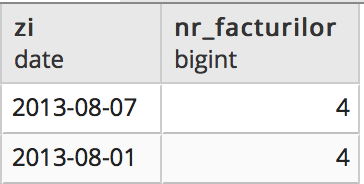 zi nr_facturilor
date bigint
2013-08-07 4
2013-08-01 4